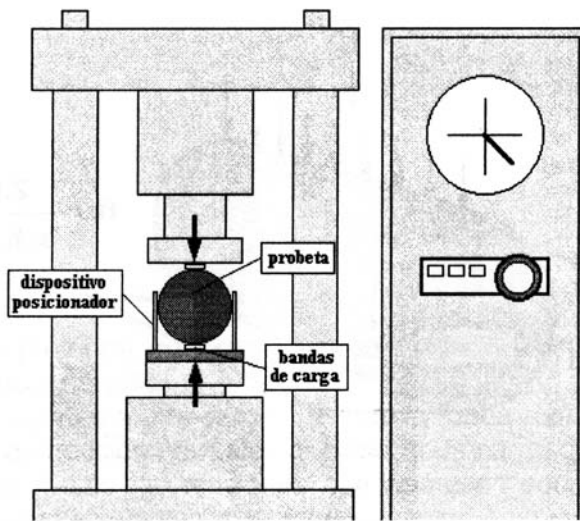 probeta
dispositivo
posicionador
bandas
de carga